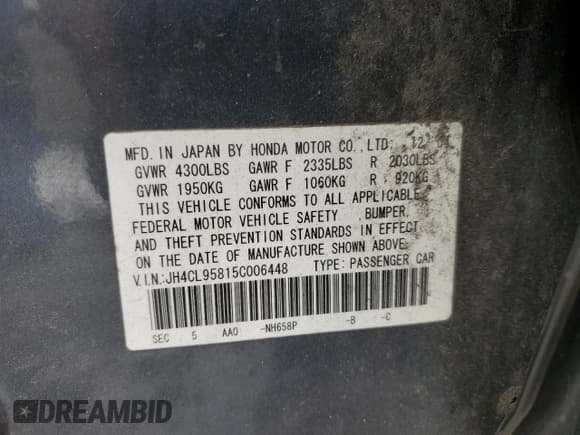 MFD. IN JAPAN BY HONDA MOTOR CO., LTD. 12
GVWR 4300LBS GAWR F 2335LBS R 2030LBS
GVWR 1950KG GAWR F 1060KG R 920KG
THIS VEHICLE CONFORMS TO ALL APPLICABLE
FEDERAL MOTOR VEHICLE SAFETY BUMPER,
AND THEFT PREVENTION STANDARDS IN EFFECT
ON THE DATE OF MANUFACTURE SHOWN ABOVE.
V.I.N.:JH4CL95815C006448 TYPE: PASSENGER CAR
SEC 5 AAO -NH658P -B -C
DREAMBID